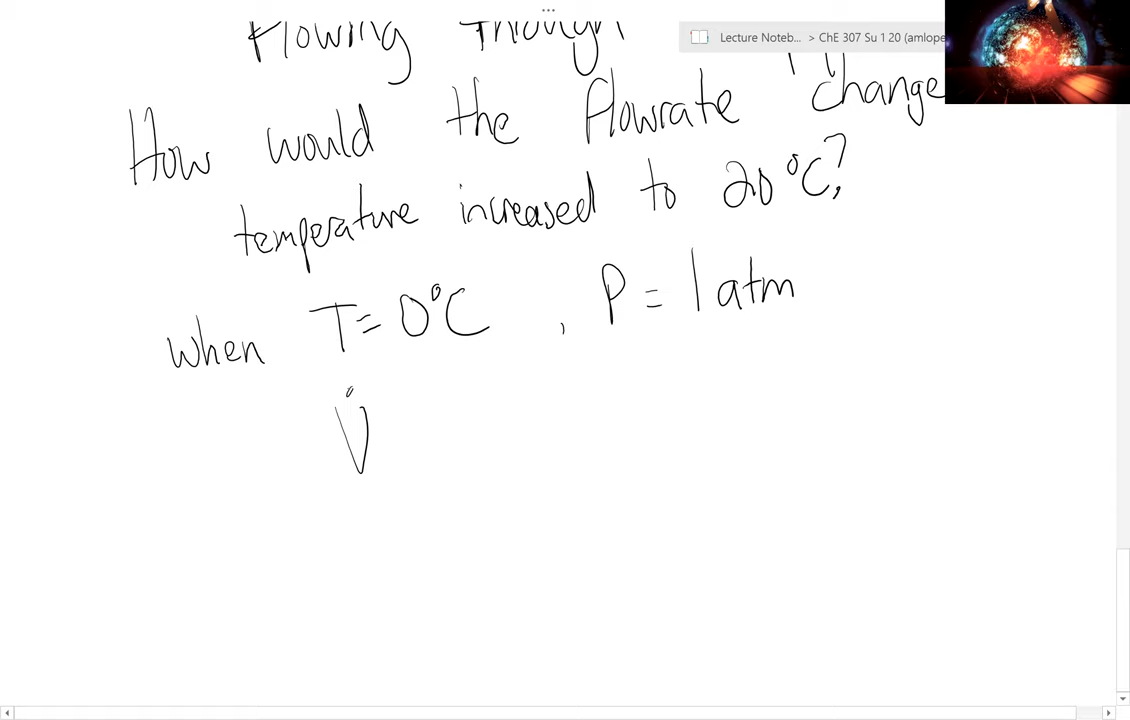 Flowing through
Lecture Noteb... > ChE 307 Su 1 20 (amlope
How would the flowrate change
temperature increased to 20°C?
when T = 0°C , P = 1 atm
V̇